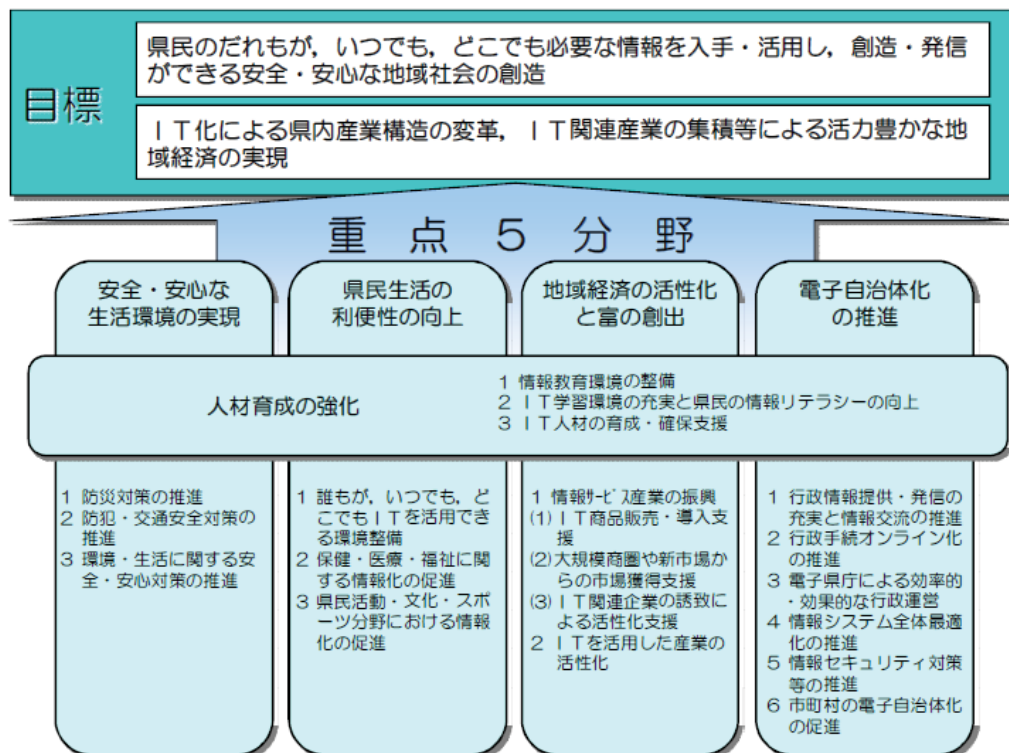 目標
県民のだれもが，いつでも，どこでも必要な情報を入手・活用し，創造・発信
ができる安全・安心な地域社会の創造
ＩＴ化による県内産業構造の変革，ＩＴ関連産業の集積等による活力豊かな地
域経済の実現
重点５分野
安全・安心な
生活環境の実現
県民生活の
利便性の向上
地域経済の活性化
と富の創出
電子自治体化
の推進
人材育成の強化
１ 情報教育環境の整備
２ ＩＴ学習環境の充実と県民の情報リテラシーの向上
３ ＩＴ人材の育成・確保支援
１ 防災対策の推進
２ 防犯・交通安全対策の
推進
３ 環境・生活に関する安
全・安心対策の推進
１ 誰もが，いつでも，ど
こでもＩＴを活用でき
る環境整備
２ 保健・医療・福祉に関
する情報化の促進
３ 県民活動・文化・スポ
ーツ分野における情報
化の促進
１ 情報ｻｰﾋﾞｽ産業の振興
(1) ＩＴ商品販売・導入支
援
(2) 大規模商圏や新市場か
らの市場獲得支援
(3) ＩＴ関連企業の誘致に
よる活性化支援
２ ＩＴを活用した産業の
活性化
１ 行政情報提供・発信の
充実と情報交流の推進
２ 行政手続オンライン化
の推進
３ 電子県庁による効率的
・効果的な行政運営
４ 情報システム全体最適
化の推進
５ 情報セキュリティ対策
等の推進
６ 市町村の電子自治体化
の促進